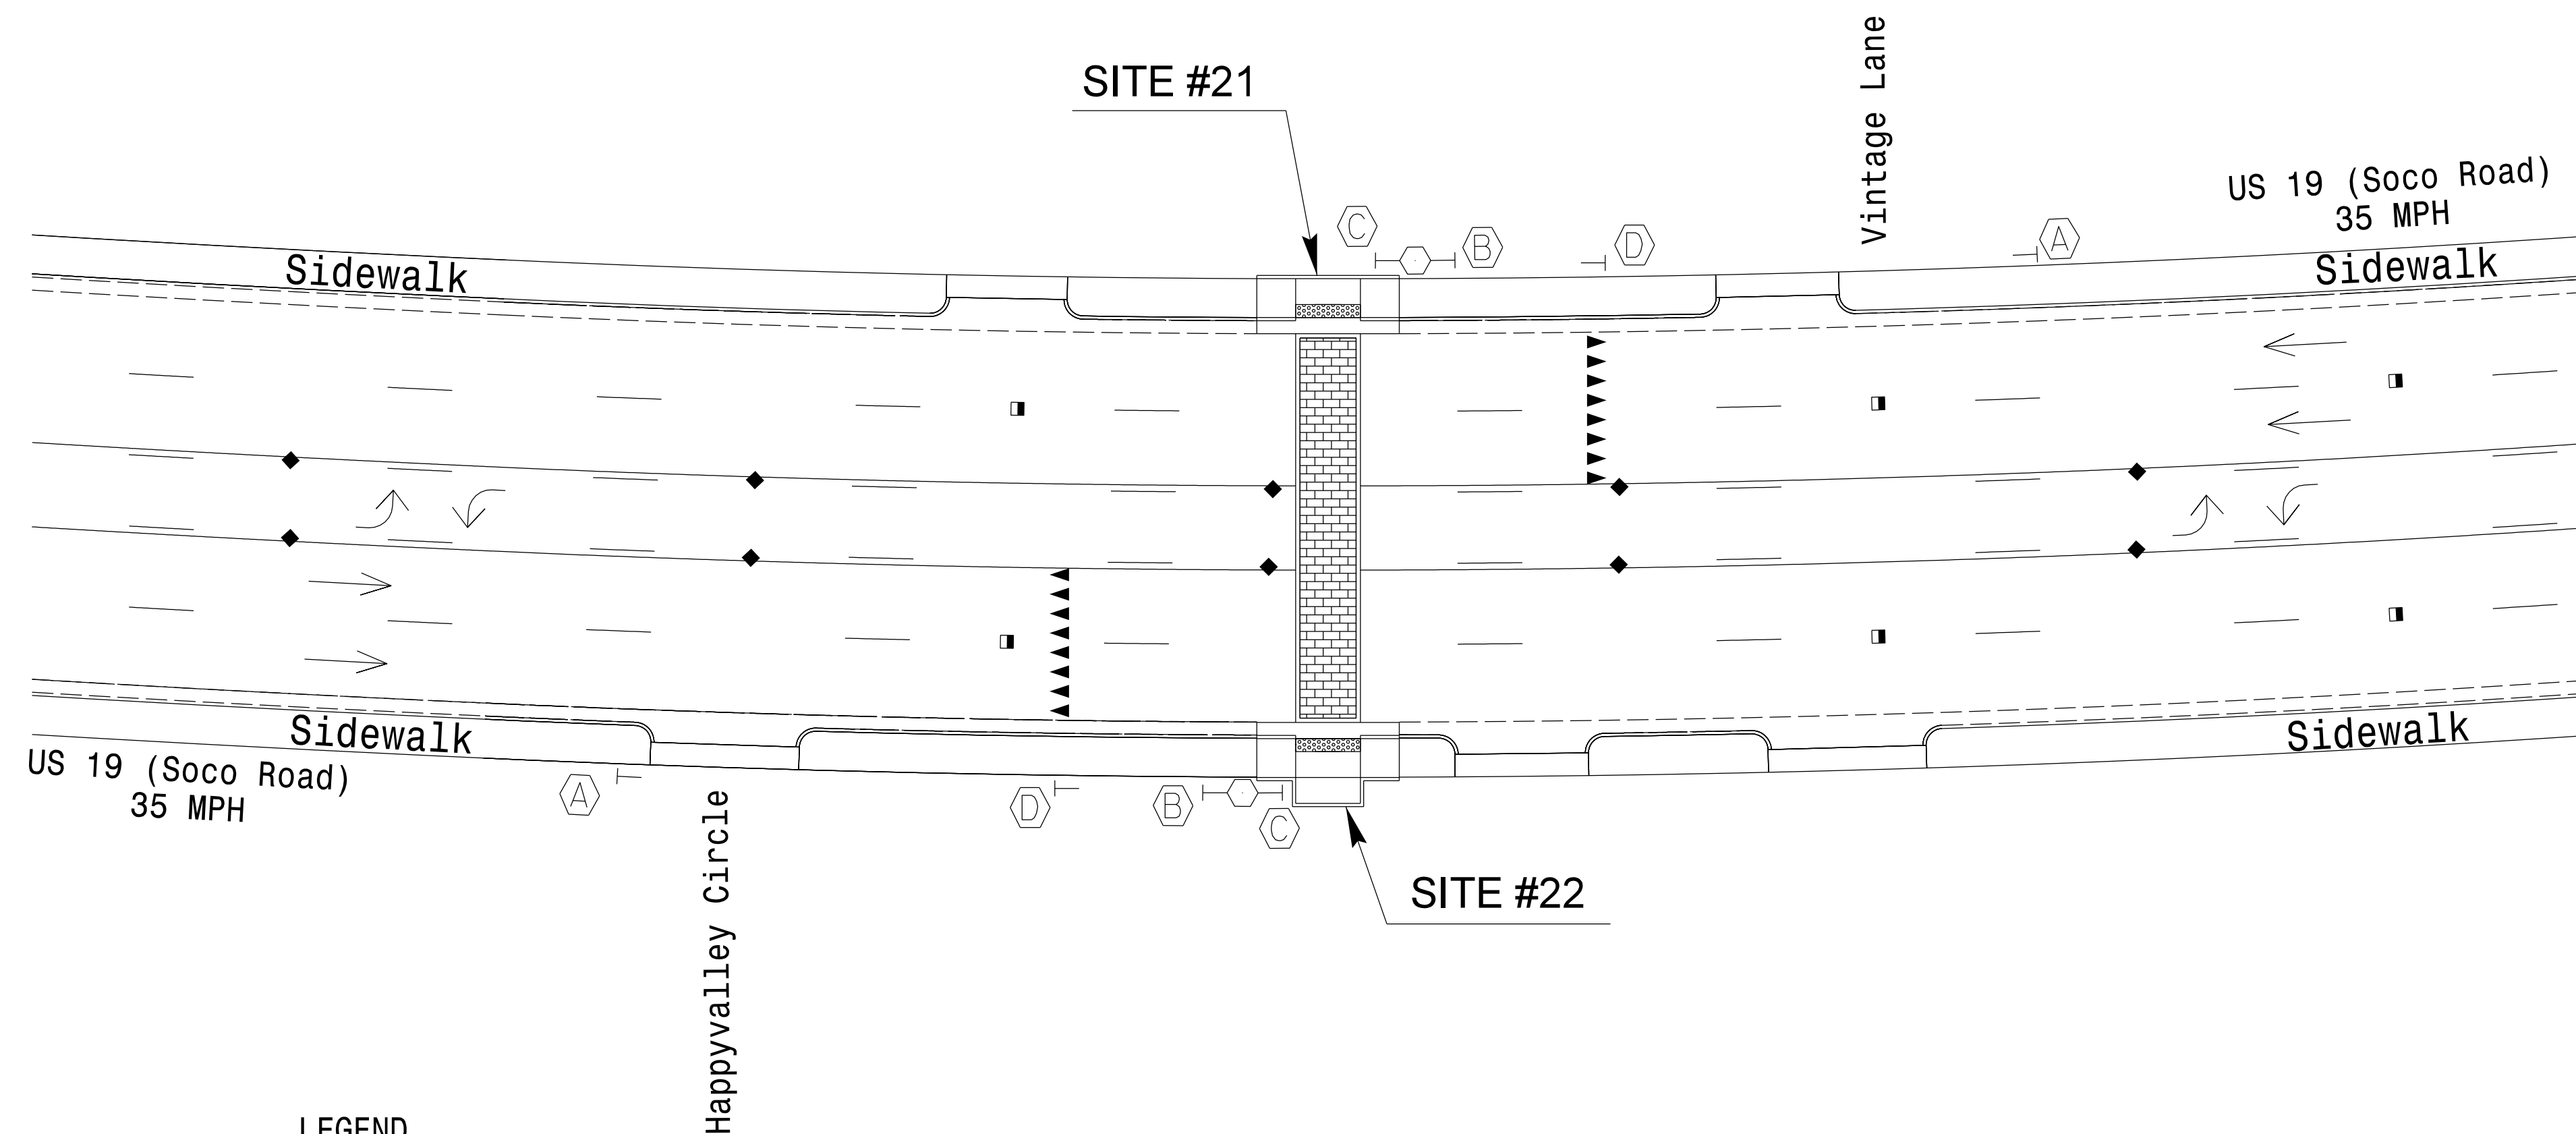 SITE #21
Vintage Lane
US 19 (Soco Road)
35 MPH
C
B
D
A
Sidewalk
Sidewalk
Sidewalk
Sidewalk
US 19 (Soco Road)
35 MPH
A
D
B
C
Happyvalley Circle
SITE #22
LEGEND